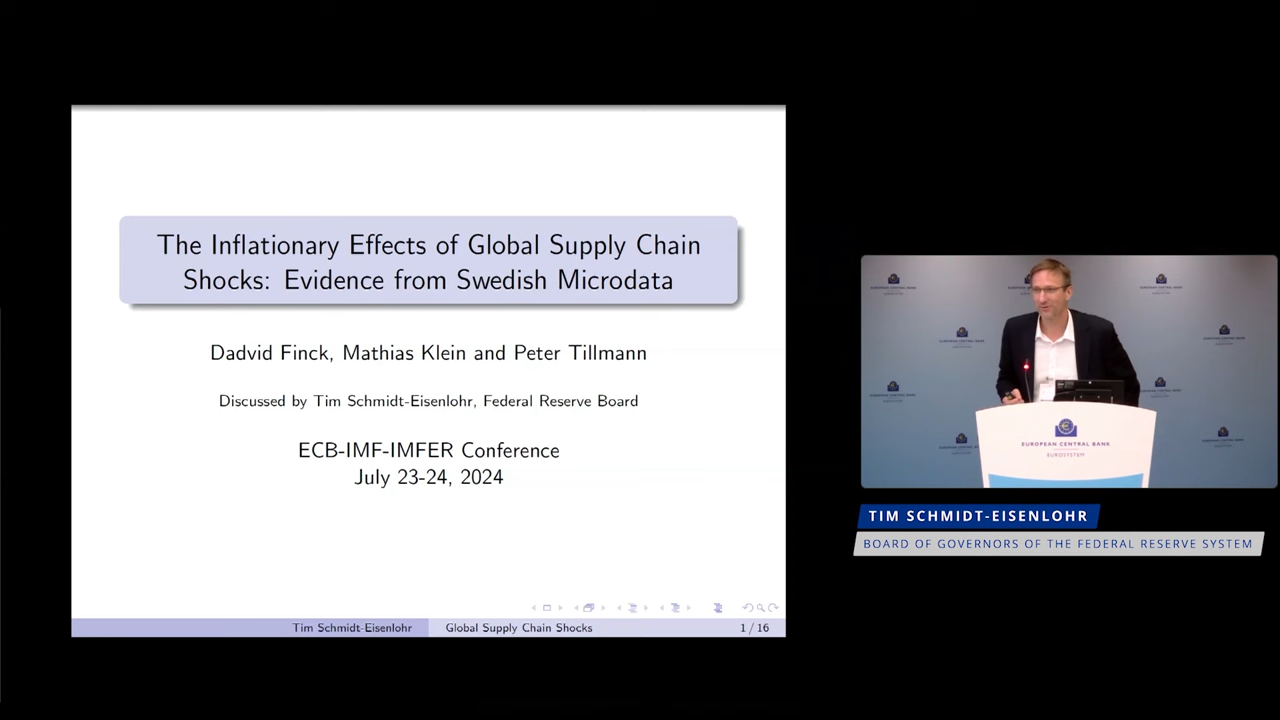 The Inflationary Effects of Global Supply Chain
Shocks: Evidence from Swedish Microdata
Dadvid Finck, Mathias Klein and Peter Tillmann
Discussed by Tim Schmidt-Eisenlohr, Federal Reserve Board
ECB-IMF-IMFER Conference
July 23-24, 2024
Tim Schmidt-Eisenlohr
Global Supply Chain Shocks
1 / 16
EUROPEAN CENTRAL BANK
EUROSYSTEM
TIM SCHMIDT-EISENLOHR
BOARD OF GOVERNORS OF THE FEDERAL RESERVE SYSTEM